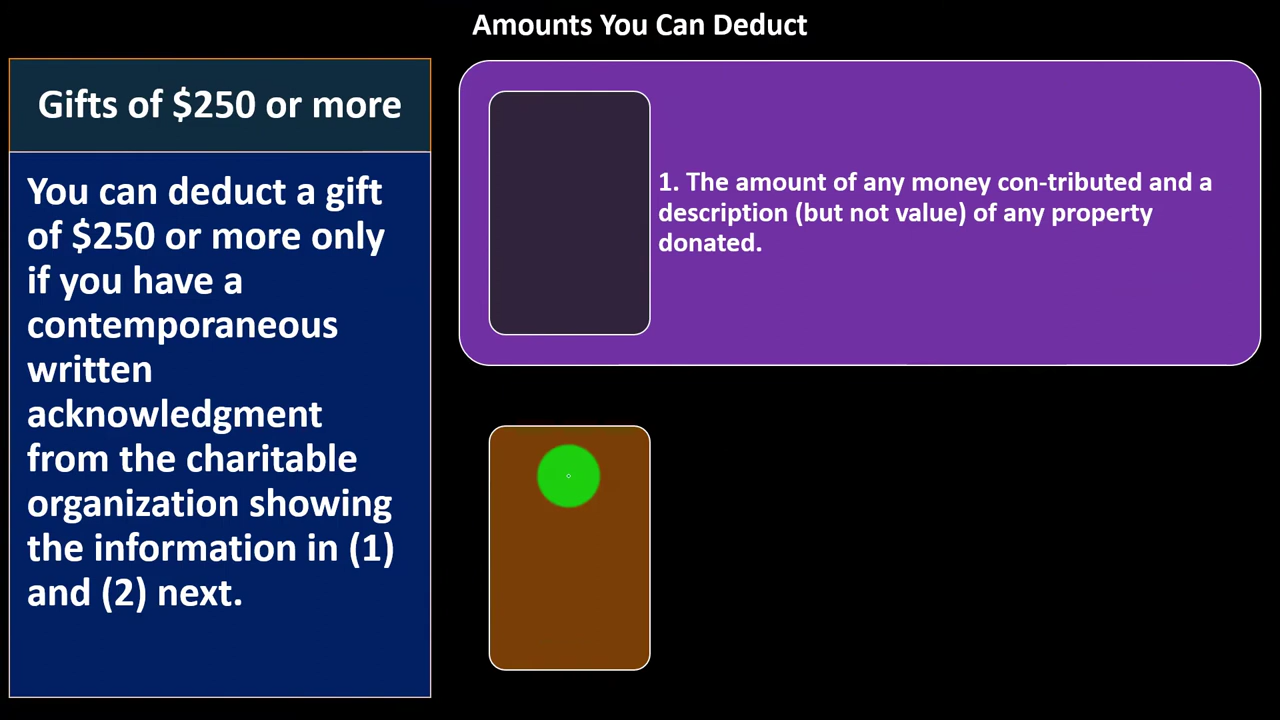 Amounts You Can Deduct
Gifts of $250 or more
You can deduct a gift
of $250 or more only
if you have a
contemporaneous
written
acknowledgment
from the charitable
organization showing
the information in (1)
and (2) next.
1. The amount of any money con-tributed and a
description (but not value) of any property
donated.